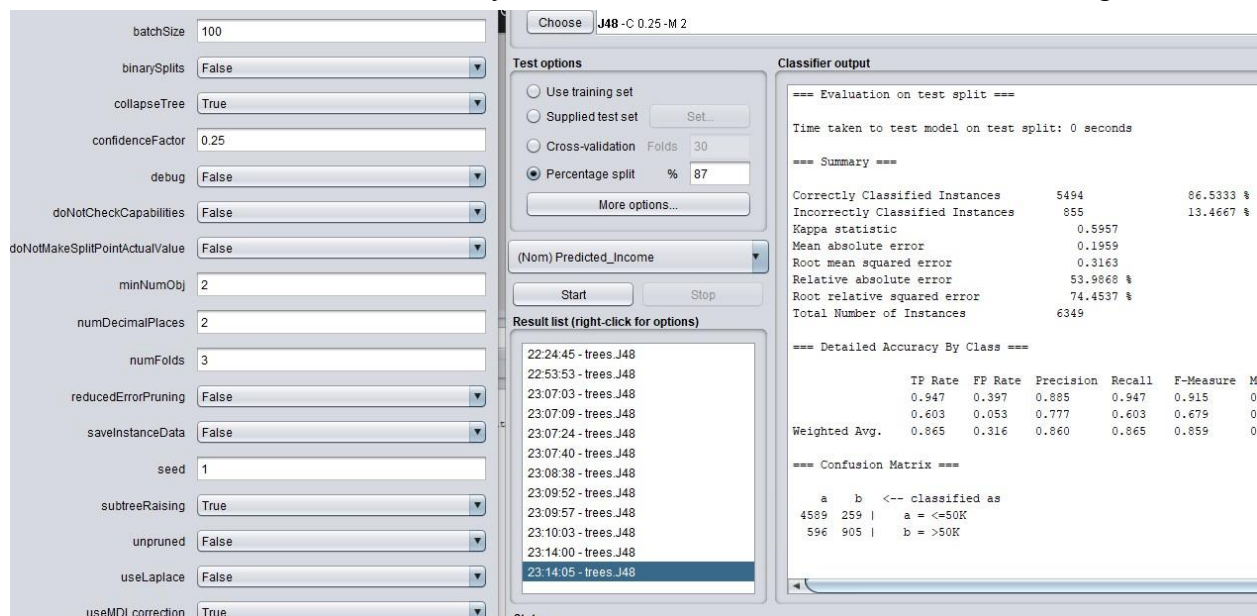 batchSize 100
binarySplits False
collapseTree True
confidenceFactor 0.25
debug False
doNotCheckCapabilities False
doNotMakeSplitPointActualValue False
minNumObj 2
numDecimalPlaces 2
numFolds 3
reducedErrorPruning False
saveInstanceData False
seed 1
subtreeRaising True
unpruned False
useLaplace False
useMDLcorrection True
Choose J48 -C 0.25 -M 2
Test options
Use training set
Supplied test set Set...
Cross-validation Folds 30
Percentage split % 87
More options...
(Nom) Predicted_Income
Start Stop
Result list (right-click for options)
22:24:45 - trees.J48
22:53:53 - trees.J48
23:07:03 - trees.J48
23:07:09 - trees.J48
23:07:24 - trees.J48
23:07:40 - trees.J48
23:08:38 - trees.J48
23:09:52 - trees.J48
23:09:57 - trees.J48
23:10:03 - trees.J48
23:14:00 - trees.J48
23:14:05 - trees.J48
Classifier output
=== Evaluation on test split ===
Time taken to test model on test split: 0 seconds
=== Summary ===
Correctly Classified Instances 5494 86.5333 %
Incorrectly Classified Instances 855 13.4667 %
Kappa statistic 0.5957
Mean absolute error 0.1959
Root mean squared error 0.3163
Relative absolute error 53.9868 %
Root relative squared error 74.4537 %
Total Number of Instances 6349
=== Detailed Accuracy By Class ===
TP Rate FP Rate Precision Recall F-Measure M
0.947 0.397 0.885 0.947 0.915 0
0.603 0.053 0.777 0.603 0.679 0
Weighted Avg. 0.865 0.316 0.860 0.865 0.859 0
=== Confusion Matrix ===
a b <-- classified as
4589 259 | a = <=50K
596 905 | b = >50K